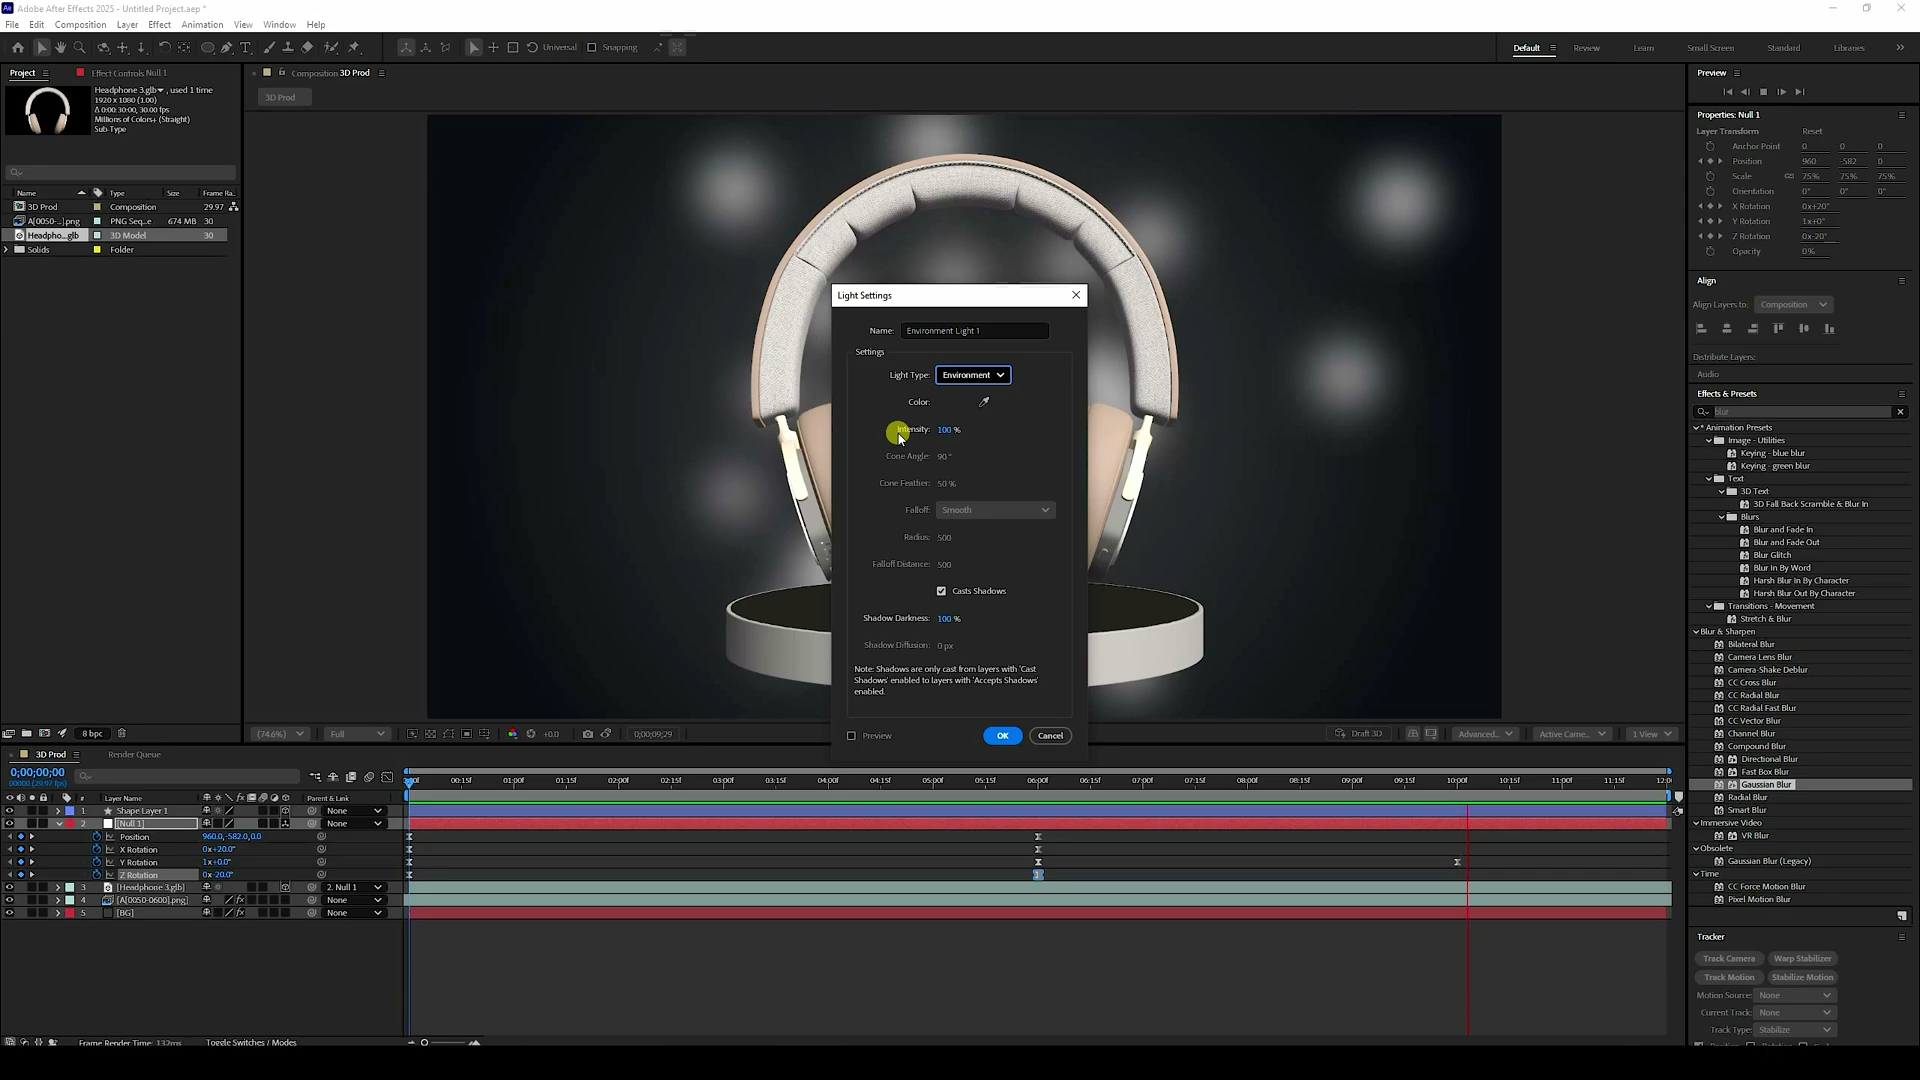 Adobe After Effects 2025 - Untitled Project.aep *
File Edit Composition Layer Effect Animation View Window Help
Universal Snapping Default Review Learn Small Screen Standard Libraries
Project Effect Controls Null 1
Headphone 3.glb , used 1 time
1920 x 1080 (1.00)
Δ 0:00:30:00, 30.00 fps
Millions of Colors+ (Straight)
Sub-Type
Name Type Size Frame Ra..
3D Prod Composition 29.97
A[0050-...].png PNG Seq...e 674 MB 30
Headpho...glb 3D Model 30
Solids Folder
8 bpc
Composition 3D Prod
3D Prod
Light Settings
Name: Environment Light 1
Settings
Light Type: Environment
Color:
Intensity: 100 %
Cone Angle: 90 °
Cone Feather: 50 %
Falloff: Smooth
Radius: 500
Falloff Distance: 500
Casts Shadows
Shadow Darkness: 100 %
Shadow Diffusion: 0 px
Note: Shadows are only cast from layers with 'Cast
Shadows' enabled to layers with 'Accepts Shadows'
enabled.
Preview OK Cancel
(74.6%) Full +0.0 0;00;09;29 Draft 3D Advanced... Active Came... 1 View
Preview
Properties: Null 1
Layer Transform Reset
Anchor Point 0 0 0
Position 960 -582 0
Scale 75% 75% 75%
Orientation 0° 0° 0°
X Rotation 0x+20°
Y Rotation 1x+0°
Z Rotation 0x-20°
Opacity 0%
Align
Align Layers to: Composition
Distribute Layers:
Audio
Effects & Presets
blur
* Animation Presets
Image - Utilities
Keying - blue blur
Keying - green blur
Text
3D Text
3D Fall Back Scramble & Blur In
Blurs
Blur and Fade In
Blur and Fade Out
Blur Glitch
Blur In By Word
Harsh Blur In By Character
Harsh Blur Out By Character
Transitions - Movement
Stretch & Blur
Blur & Sharpen
Bilateral Blur
Camera Lens Blur
Camera-Shake Deblur
CC Cross Blur
CC Radial Blur
CC Radial Fast Blur
CC Vector Blur
Channel Blur
Compound Blur
Directional Blur
Fast Box Blur
Gaussian Blur
Radial Blur
Smart Blur
Immersive Video
VR Blur
Obsolete
Gaussian Blur (Legacy)
Time
CC Force Motion Blur
Pixel Motion Blur
Tracker
Track Camera Warp Stabilizer
Track Motion Stabilize Motion
Motion Source: None
Current Track: None
Track Type: Stabilize
3D Prod Render Queue
0;00;00;00
00000 (29.97 fps)
00:15f 01:00f 01:15f 02:00f 02:15f 03:00f 03:15f 04:00f 04:15f 05:00f 05:15f 06:00f 06:15f 07:00f 07:15f 08:00f 08:15f 09:00f 09:15f 10:00f 10:15f 11:00f 11:15f
# Layer Name Parent & Link
1 Shape Layer 1 None
2 [Null 1] None
Position 960.0,-582.0,0.0
X Rotation 0x+20.0°
Y Rotation 1x+0.0°
Z Rotation 0x-20.0°
3 [Headphone 3.glb] 2. Null 1
4 [A[0050-0600].png] None
5 [BG] None
Frame Render Time: 132ms Toggle Switches / Modes